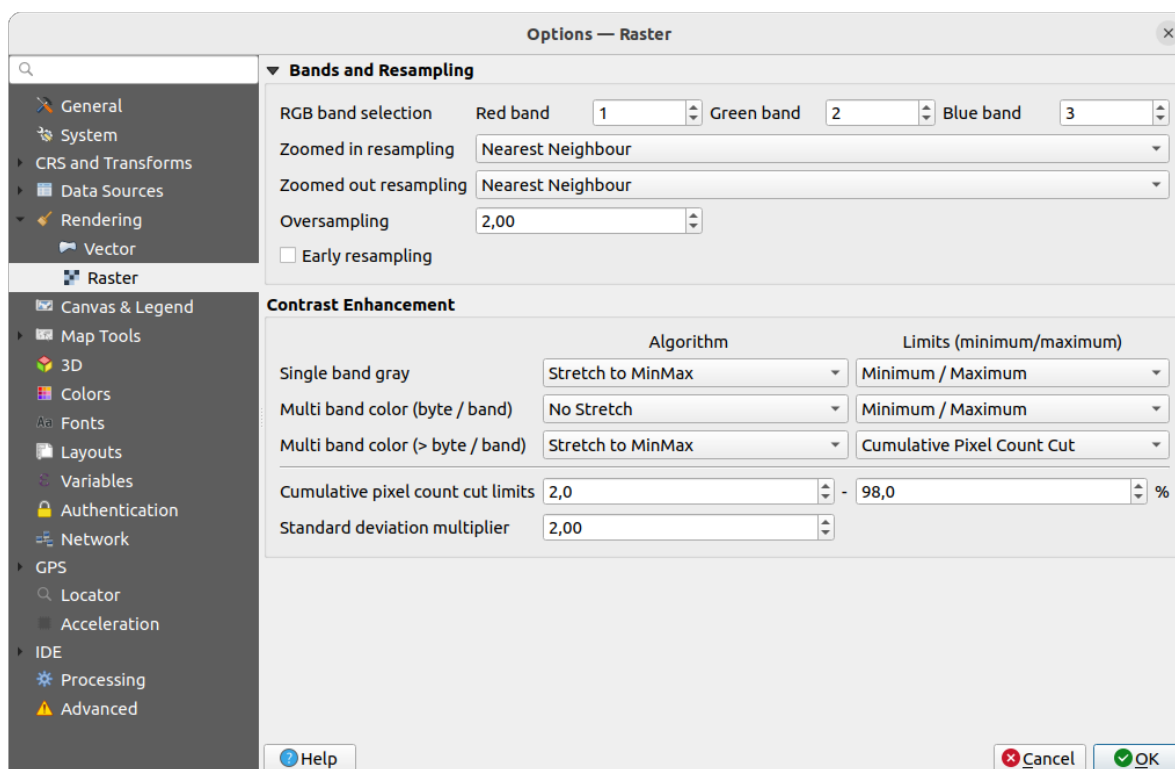 Options — Raster
General
System
CRS and Transforms
Data Sources
Rendering
Vector
Raster
Canvas & Legend
Map Tools
3D
Colors
Fonts
Layouts
Variables
Authentication
Network
GPS
Locator
Acceleration
IDE
Processing
Advanced
Bands and Resampling
RGB band selection Red band 1 Green band 2 Blue band 3
Zoomed in resampling Nearest Neighbour
Zoomed out resampling Nearest Neighbour
Oversampling 2,00
Early resampling
Contrast Enhancement
Algorithm Limits (minimum/maximum)
Single band gray Stretch to MinMax Minimum / Maximum
Multi band color (byte / band) No Stretch Minimum / Maximum
Multi band color (> byte / band) Stretch to MinMax Cumulative Pixel Count Cut
Cumulative pixel count cut limits 2,0 - 98,0 %
Standard deviation multiplier 2,00
Help Cancel OK